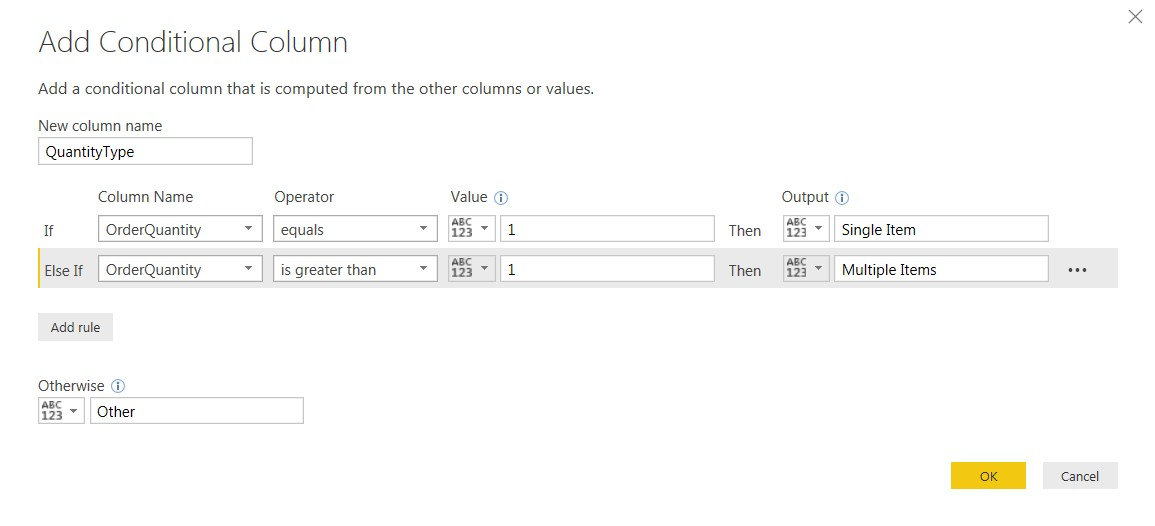 Add Conditional Column
Add a conditional column that is computed from the other columns or values.
New column name
QuantityType
Column Name Operator Value Output
If OrderQuantity equals ABC 123 1 Then ABC 123 Single Item
Else If OrderQuantity is greater than ABC 123 1 Then ABC 123 Multiple Items
Add rule
Otherwise
ABC 123 Other
OK Cancel